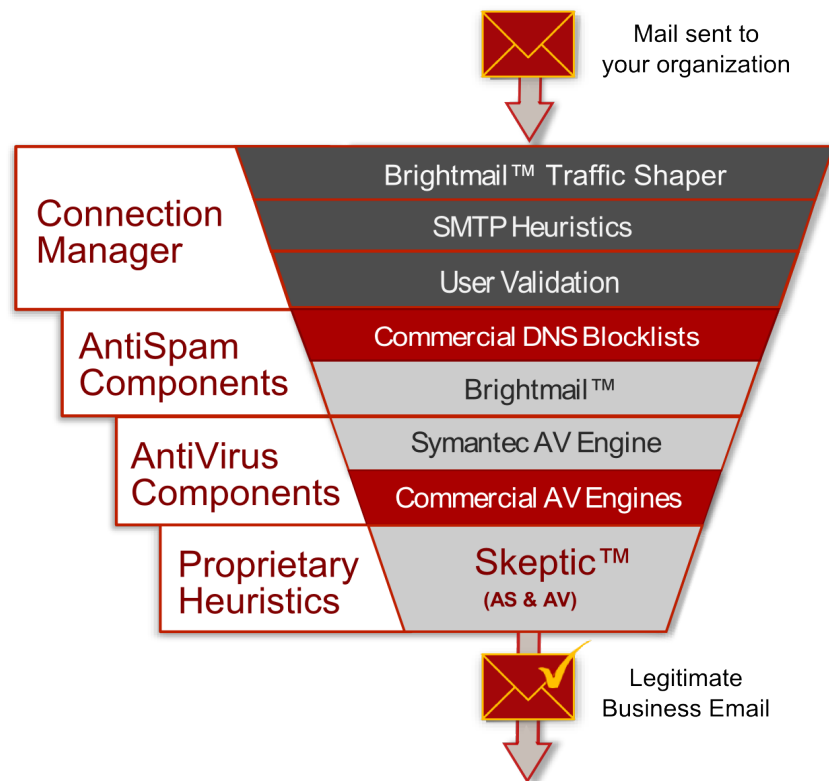 Mail sent to
your organization
Connection
Manager
Brightmail™ Traffic Shaper
SMTP Heuristics
User Validation
AntiSpam
Components
Commercial DNS Blocklists
Brightmail™
AntiVirus
Components
Symantec AV Engine
Commercial AV Engines
Proprietary
Heuristics
Skeptic™
(AS & AV)
Legitimate
Business Email